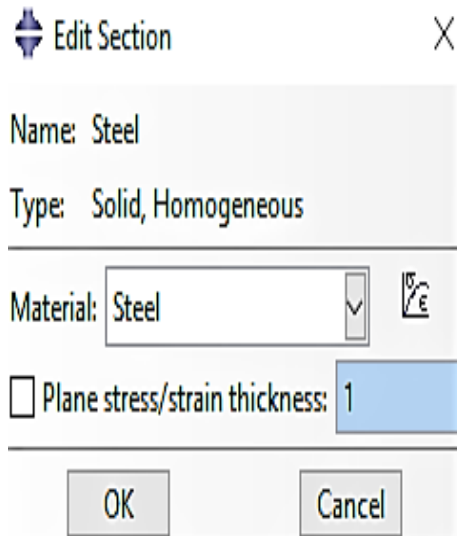 Edit Section
Name: Steel
Type: Solid, Homogeneous
Material: Steel
Plane stress/strain thickness: 1
OK Cancel